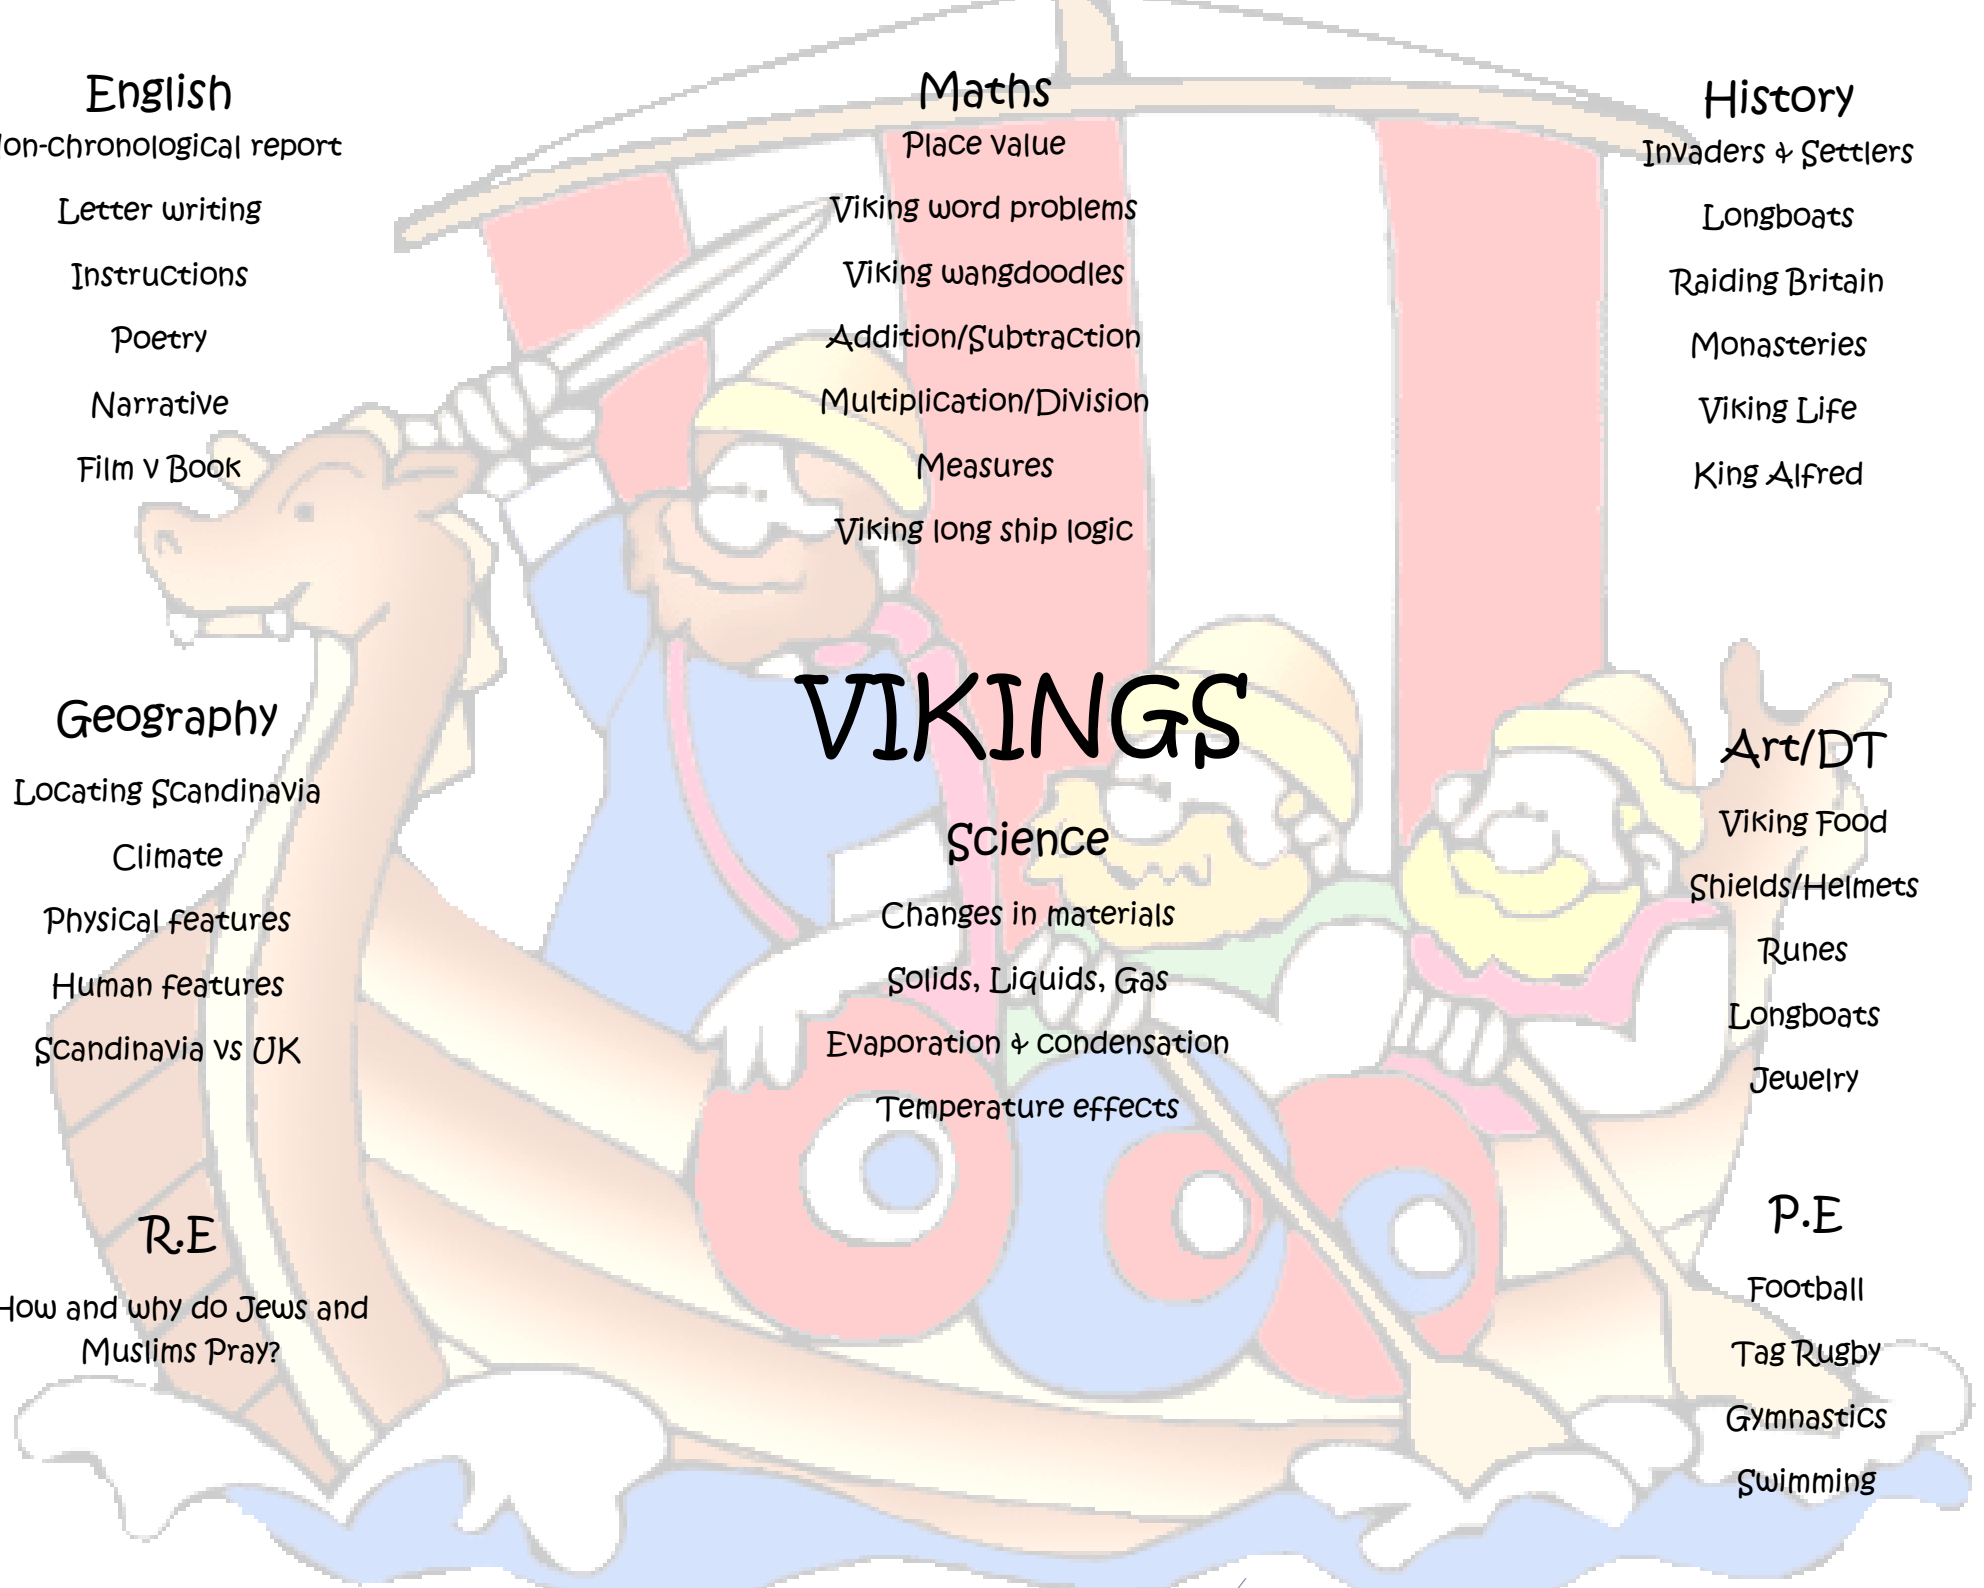 English
on-chronological report
Letter writing
Instructions
Poetry
Narrative
Film v Book
Maths
Place value
Viking word problems
Viking wangdoodles
Addition/Subtraction
Multiplication/Division
Measures
Viking long ship logic
History
Invaders & Settlers
Longboats
Raiding Britain
Monasteries
Viking Life
King Alfred
VIKINGS
Geography
Locating Scandinavia
Climate
Physical features
Human features
Scandinavia vs UK
Science
Changes in materials
Solids, Liquids, Gas
Evaporation & condensation
Temperature effects
Art/DT
Viking Food
Shields/Helmets
Runes
Longboats
Jewelry
R.E
How and why do Jews and
Muslims Pray?
P.E
Football
Tag Rugby
Gymnastics
Swimming